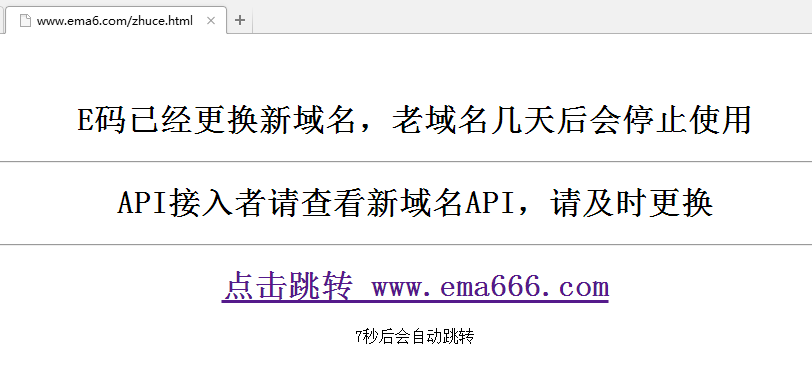 www.ema6.com/zhuce.html
E码已经更换新域名，老域名几天后会停止使用
API接入者请查看新域名API，请及时更换
点击跳转 www.ema666.com
7秒后会自动跳转